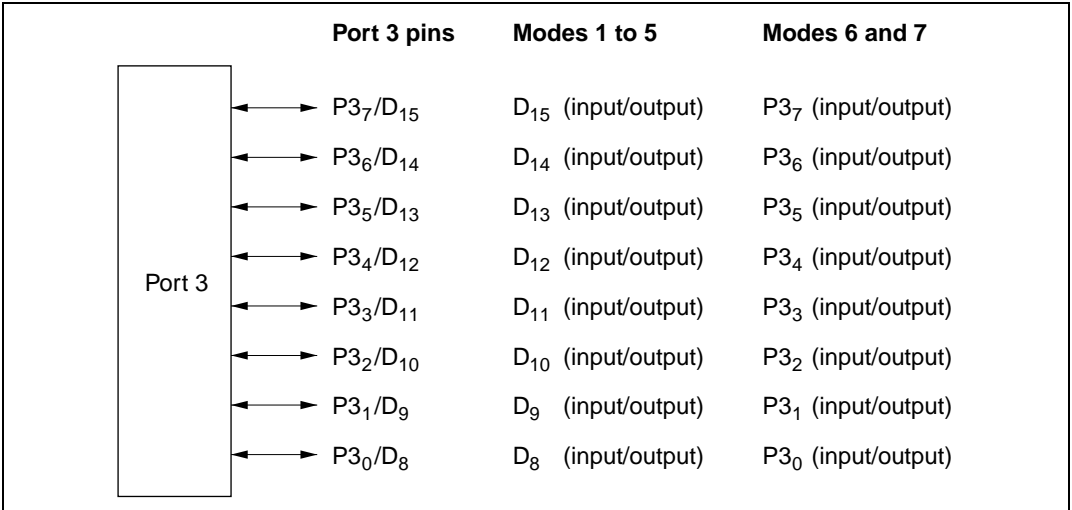 Port 3 pins Modes 1 to 5 Modes 6 and 7
P3₇/D₁₅ D₁₅ (input/output) P3₇ (input/output)
P3₆/D₁₄ D₁₄ (input/output) P3₆ (input/output)
P3₅/D₁₃ D₁₃ (input/output) P3₅ (input/output)
P3₄/D₁₂ D₁₂ (input/output) P3₄ (input/output)
Port 3
P3₃/D₁₁ D₁₁ (input/output) P3₃ (input/output)
P3₂/D₁₀ D₁₀ (input/output) P3₂ (input/output)
P3₁/D₉ D₉ (input/output) P3₁ (input/output)
P3₀/D₈ D₈ (input/output) P3₀ (input/output)